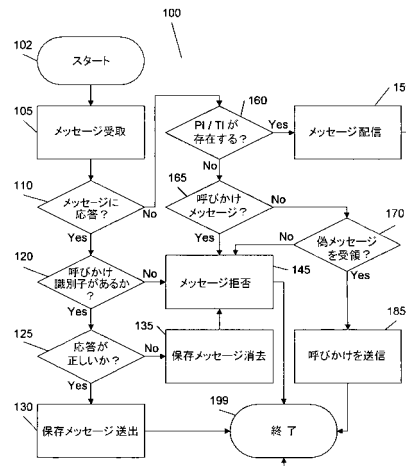 100
102
スタート
105
メッセージ受取
110
メッセージに
応答？
No
Yes
120
呼びかけ
識別子があるか
？
No
Yes
125
応答が
正しいか？
No
Yes
130
保存メッセージ送出
135
保存メッセージ消去
145
メッセージ拒否
160
PI / TI が
存在する？
Yes
No
15
メッセージ配信
165
呼びかけ
メッセージ？
No
Yes
170
偽メッセージ
を受領？
No
Yes
185
呼びかけを送信
199
終了